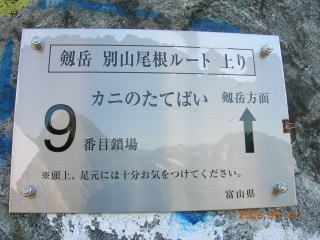 剱岳 別山尾根ルート 上り
カニのたてばい 剱岳方面
9 番目鎖場 ↑
※頭上、足元には十分お気をつけてください。
富山県